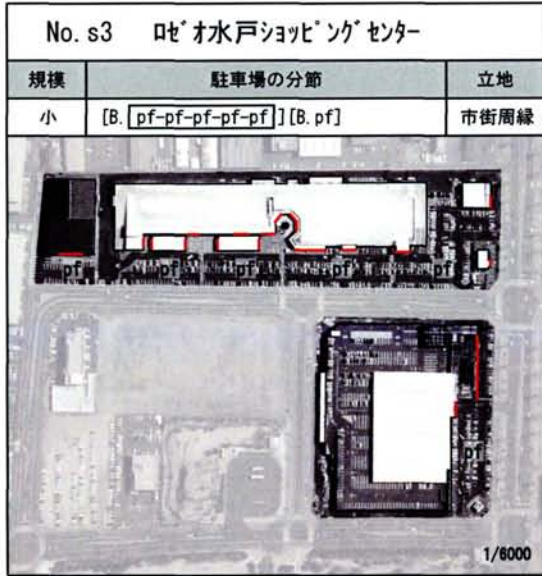 No. s3 ロゼオ水戸ショッピングセンター
規模 駐車場の分節 立地
小 [B. pf-pf-pf-pf-pf][B. pf] 市街周縁
pf pf pf pf pf
pf
1/6000